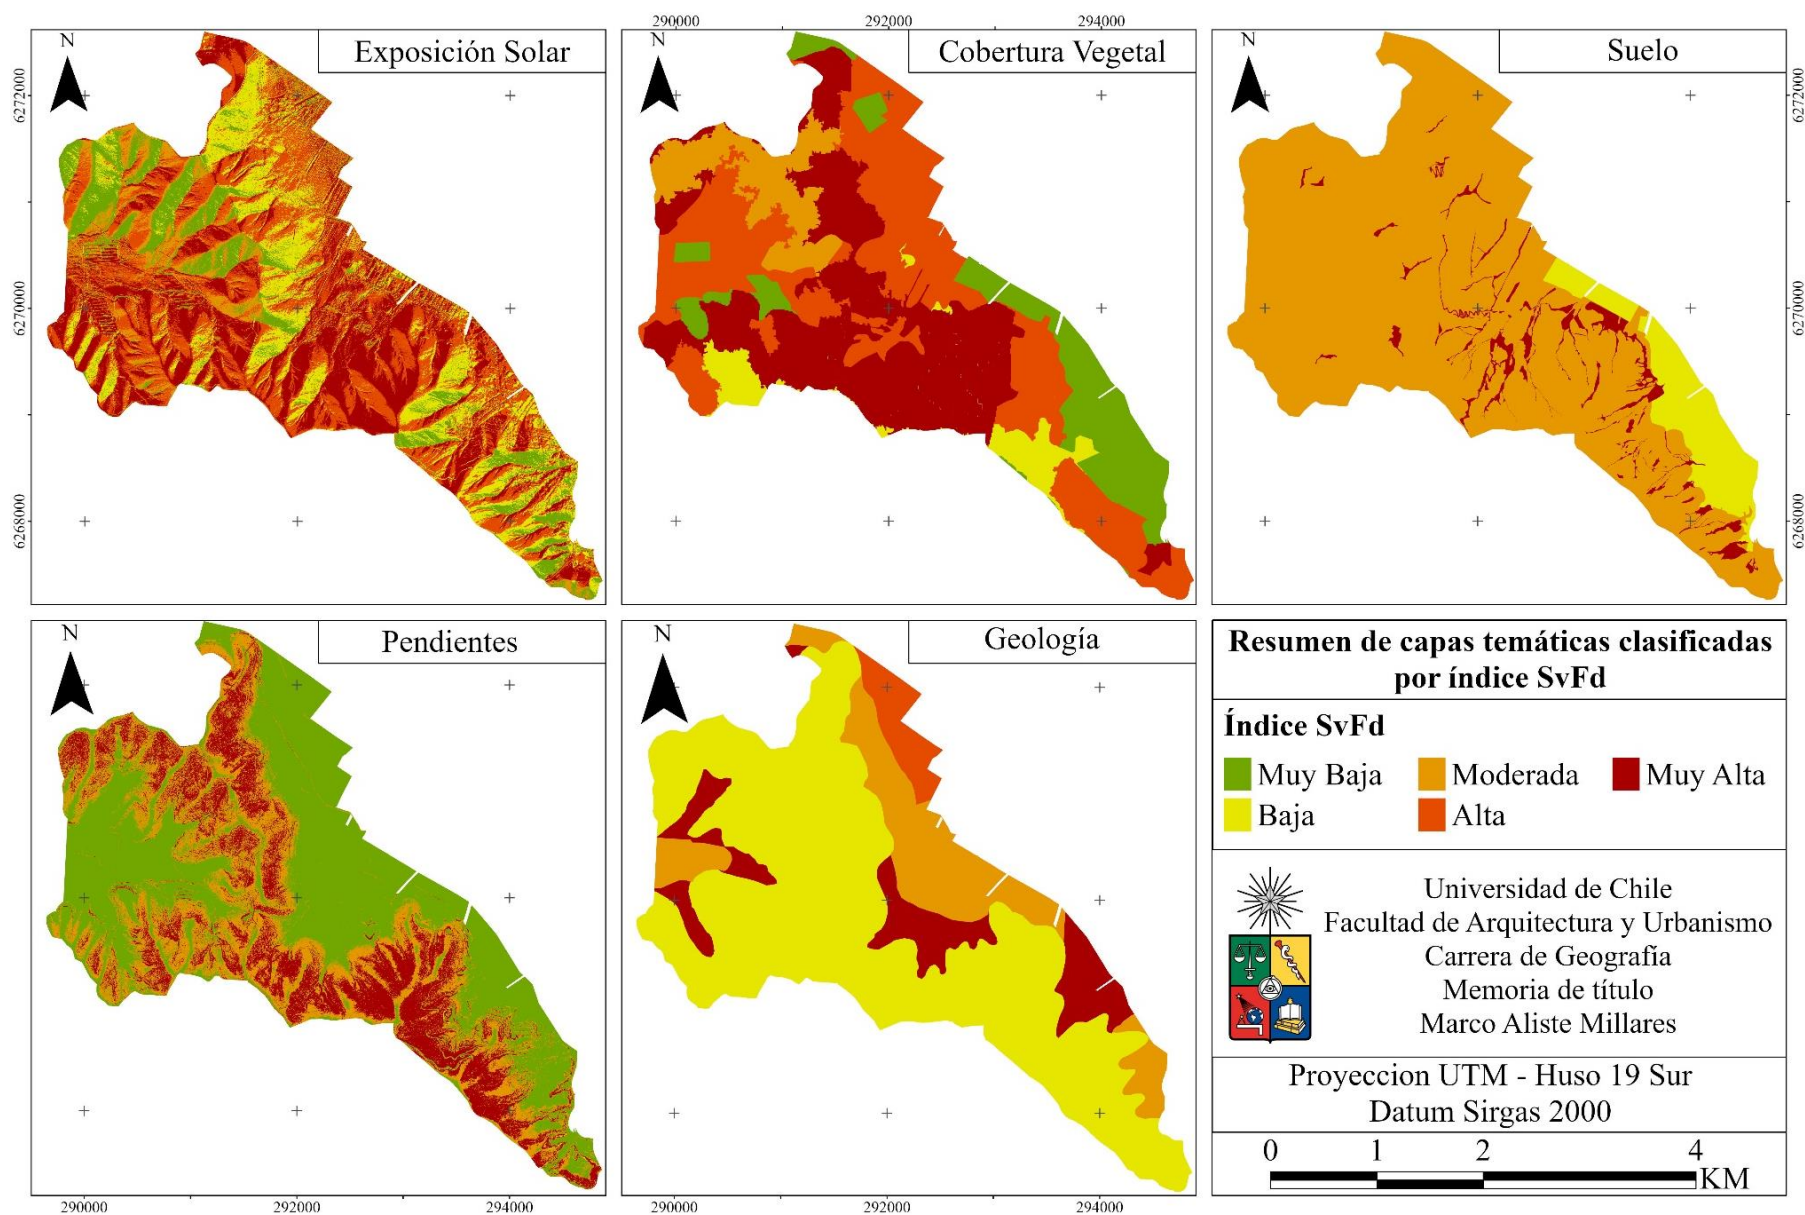 290000 292000 294000
N
Exposición Solar
N
Cobertura Vegetal
N
Suelo
6272000
6270000
6268000
6272000
6270000
6268000
N
Pendientes
N
Geología
Resumen de capas temáticas clasificadas
por índice SvFd
Índice SvFd
Muy Baja
Moderada
Muy Alta
Baja
Alta
Universidad de Chile
Facultad de Arquitectura y Urbanismo
Carrera de Geografía
Memoria de título
Marco Aliste Millares
Proyeccion UTM - Huso 19 Sur
Datum Sirgas 2000
0 1 2 4
KM
290000 292000 294000
290000 292000 294000